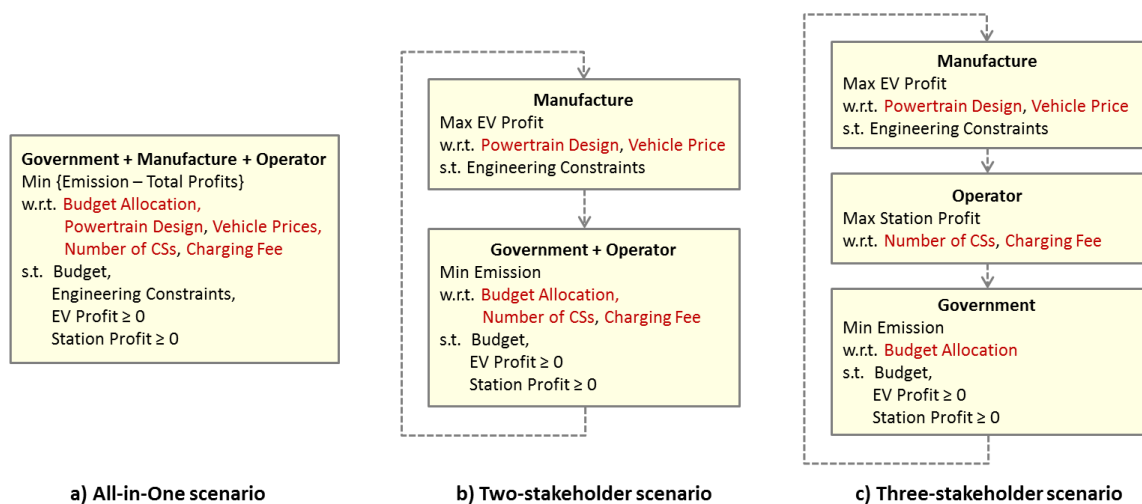 Government + Manufacture + Operator
Min {Emission – Total Profits}
w.r.t. Budget Allocation,
Powertrain Design, Vehicle Prices,
Number of CSs, Charging Fee
s.t. Budget,
Engineering Constraints,
EV Profit ≥ 0
Station Profit ≥ 0
a) All-in-One scenario
Manufacture
Max EV Profit
w.r.t. Powertrain Design, Vehicle Price
s.t. Engineering Constraints
Government + Operator
Min Emission
w.r.t. Budget Allocation,
Number of CSs, Charging Fee
s.t. Budget,
EV Profit ≥ 0
Station Profit ≥ 0
b) Two-stakeholder scenario
Manufacture
Max EV Profit
w.r.t. Powertrain Design, Vehicle Price
s.t. Engineering Constraints
Operator
Max Station Profit
w.r.t. Number of CSs, Charging Fee
Government
Min Emission
w.r.t. Budget Allocation
s.t. Budget,
EV Profit ≥ 0
Station Profit ≥ 0
c) Three-stakeholder scenario